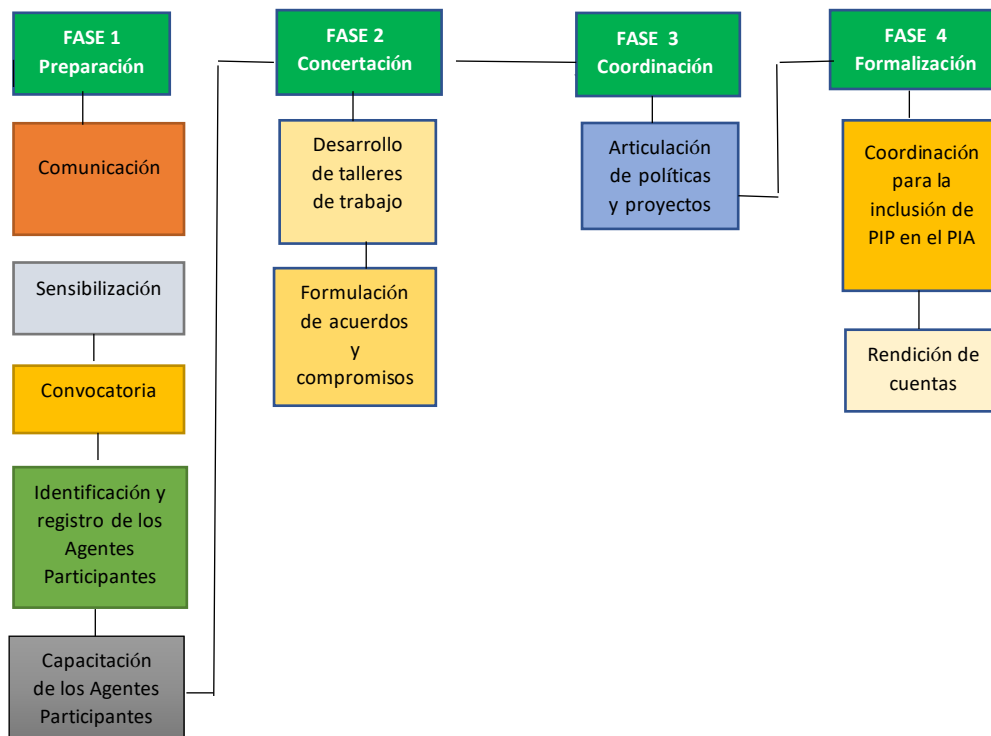 FASE 1
Preparación
Comunicación
Sensibilización
Convocatoria
Identificación y
registro de los
Agentes
Participantes
Capacitación
de los Agentes
Participantes
FASE 2
Concertación
Desarrollo
de talleres
de trabajo
Formulación
de acuerdos
y
compromisos
FASE 3
Coordinación
Articulación
de políticas
y proyectos
FASE 4
Formalización
Coordinación
para la
inclusión de
PIP en el PIA
Rendición de
cuentas